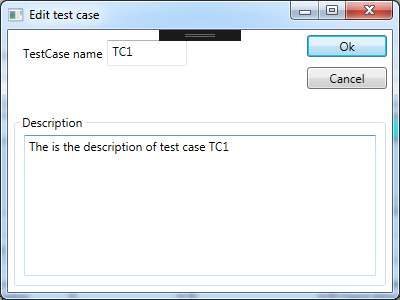 Edit test case
TestCase name TC1
Ok
Cancel
Description
The is the description of test case TC1